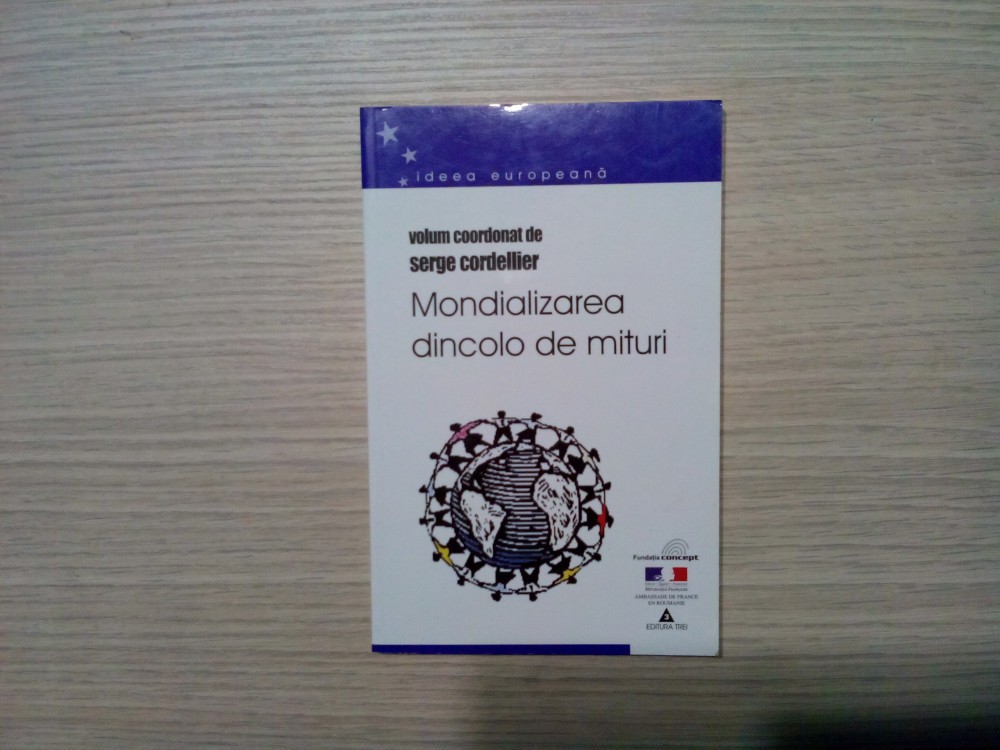 ideea europeană
volum coordonat de
serge cordellier
Mondializarea
dincolo de mituri
Fundația concept
AMBASSADE DE FRANCE
EN ROUMANIE
3
EDITURA TREI